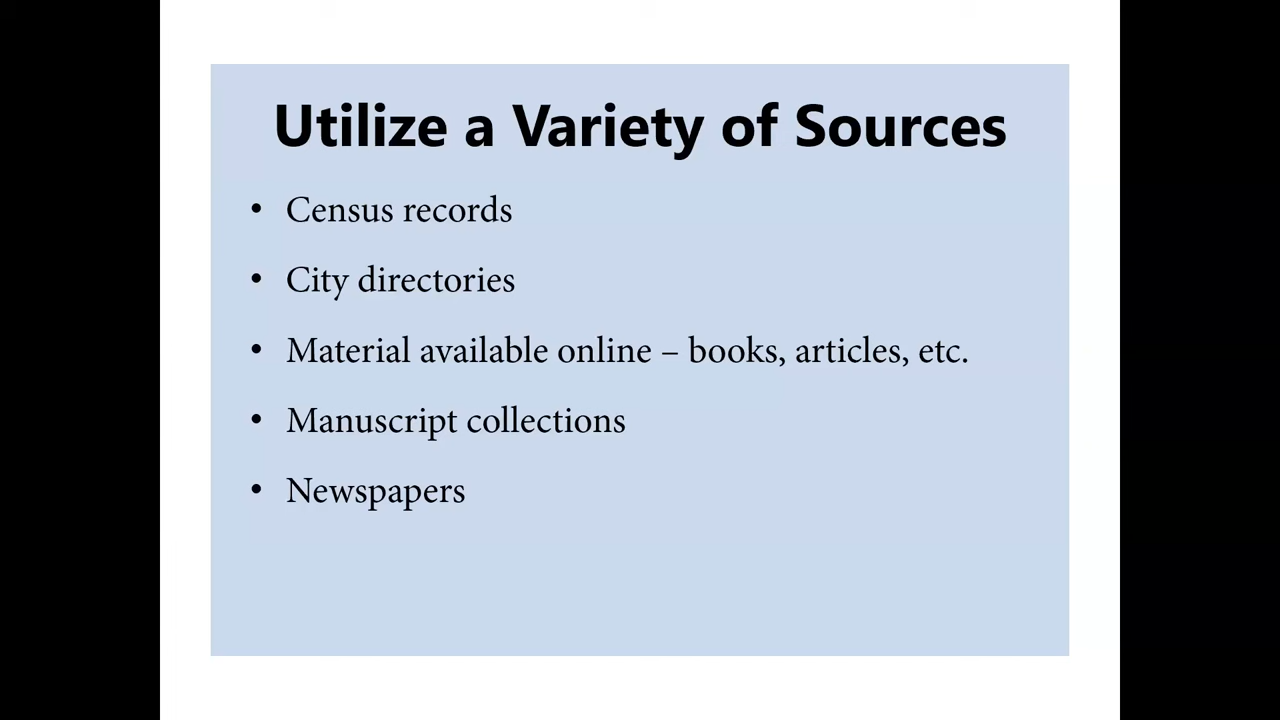 Utilize a Variety of Sources
• Census records
• City directories
• Material available online – books, articles, etc.
• Manuscript collections
• Newspapers